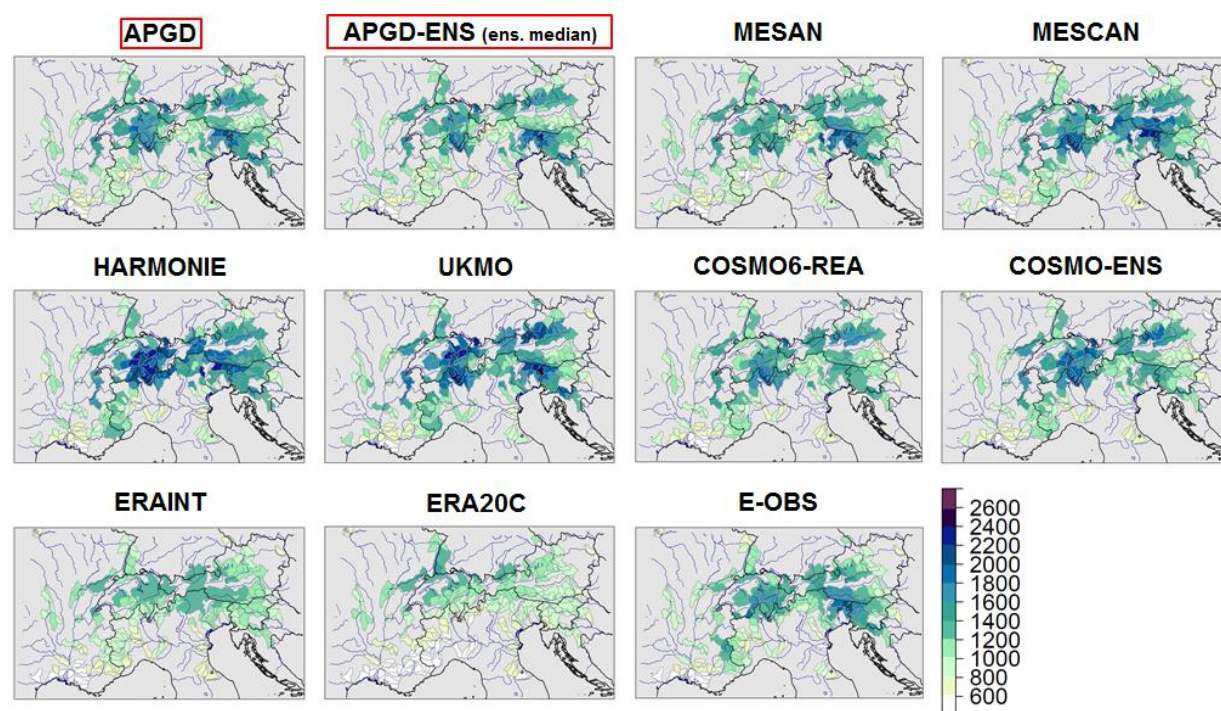 APGD
APGD-ENS (ens. median)
MESAN
MESCAN
HARMONIE
UKMO
COSMO6-REA
COSMO-ENS
ERAINT
ERA20C
E-OBS
2600
2400
2200
2000
1800
1600
1400
1200
1000
800
600